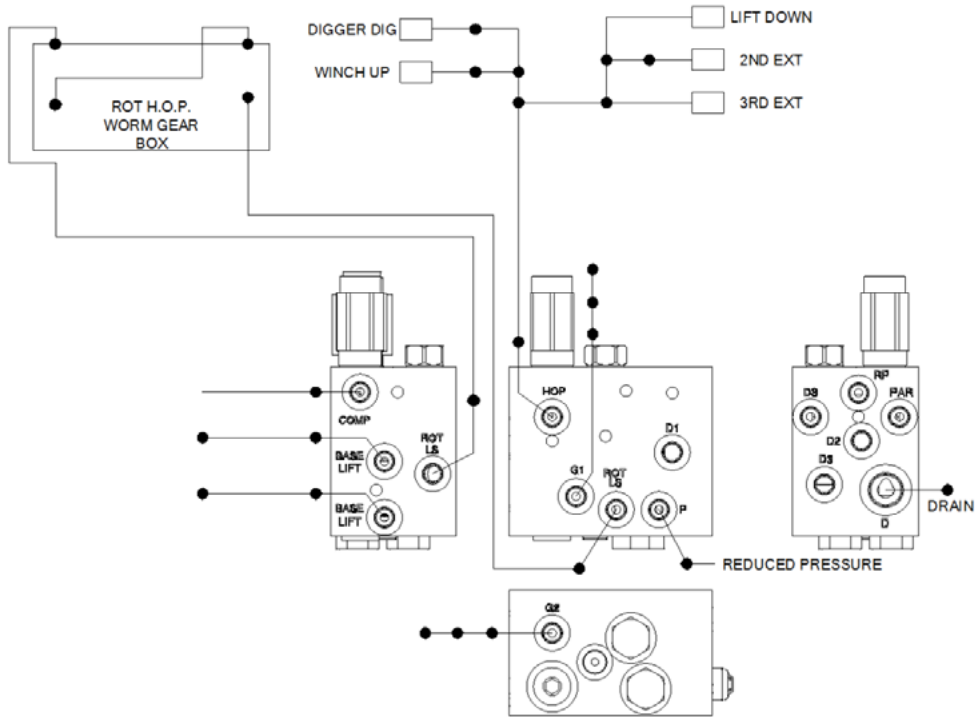 DIGGER DIG
WINCH UP
LIFT DOWN
2ND EXT
3RD EXT
ROT H.O.P.
WORM GEAR
BOX
COMP
BASE
LIFT
ROT
LS
BASE
LIFT
HOP
D1
G1
ROT
LS
P
REDUCED PRESSURE
RP
D3
PAR
D2
D3
D
DRAIN
G2